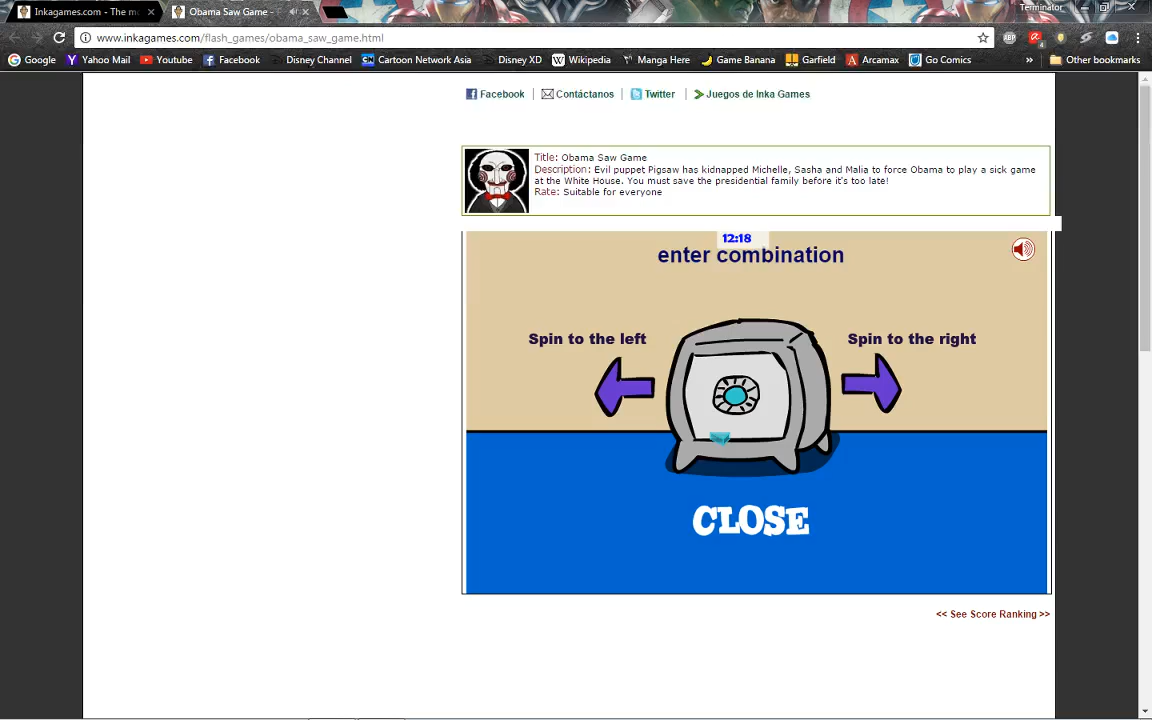 Inkagames.com - The m
Obama Saw Game -
Terminator
www.inkagames.com/flash_games/obama_saw_game.html
ABP
4
Google Yahoo Mail Youtube Facebook Disney Channel CN Cartoon Network Asia Disney XD Wikipedia Manga Here Game Banana Garfield Arcamax Go Comics » Other bookmarks
Facebook | Contáctanos | Twitter | Juegos de Inka Games
Title: Obama Saw Game
Description: Evil puppet Pigsaw has kidnapped Michelle, Sasha and Malia to force Obama to play a sick game
at the White House. You must save the presidential family before it's too late!
Rate: Suitable for everyone
12:18
enter combination
Spin to the left
Spin to the right
CLOSE
<< See Score Ranking >>